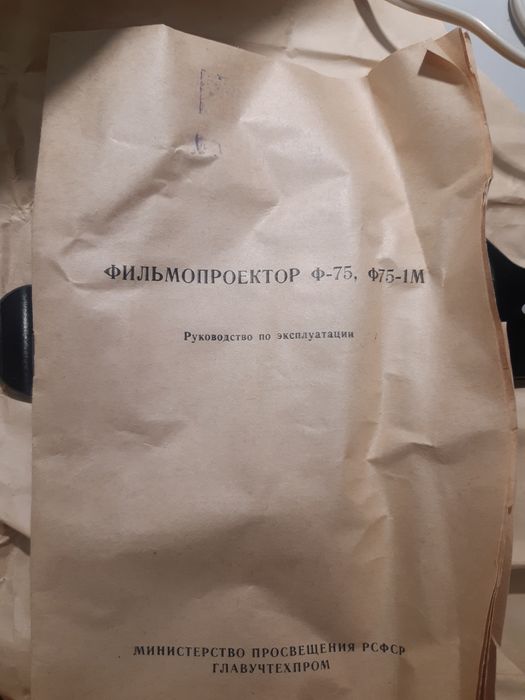 ФИЛЬМОПРОЕКТОР Ф-75, Ф75-1М
Руководство по эксплуатации
МИНИСТЕРСТВО ПРОСВЕЩЕНИЯ РСФСР
ГЛАВУЧТЕХПРОМ